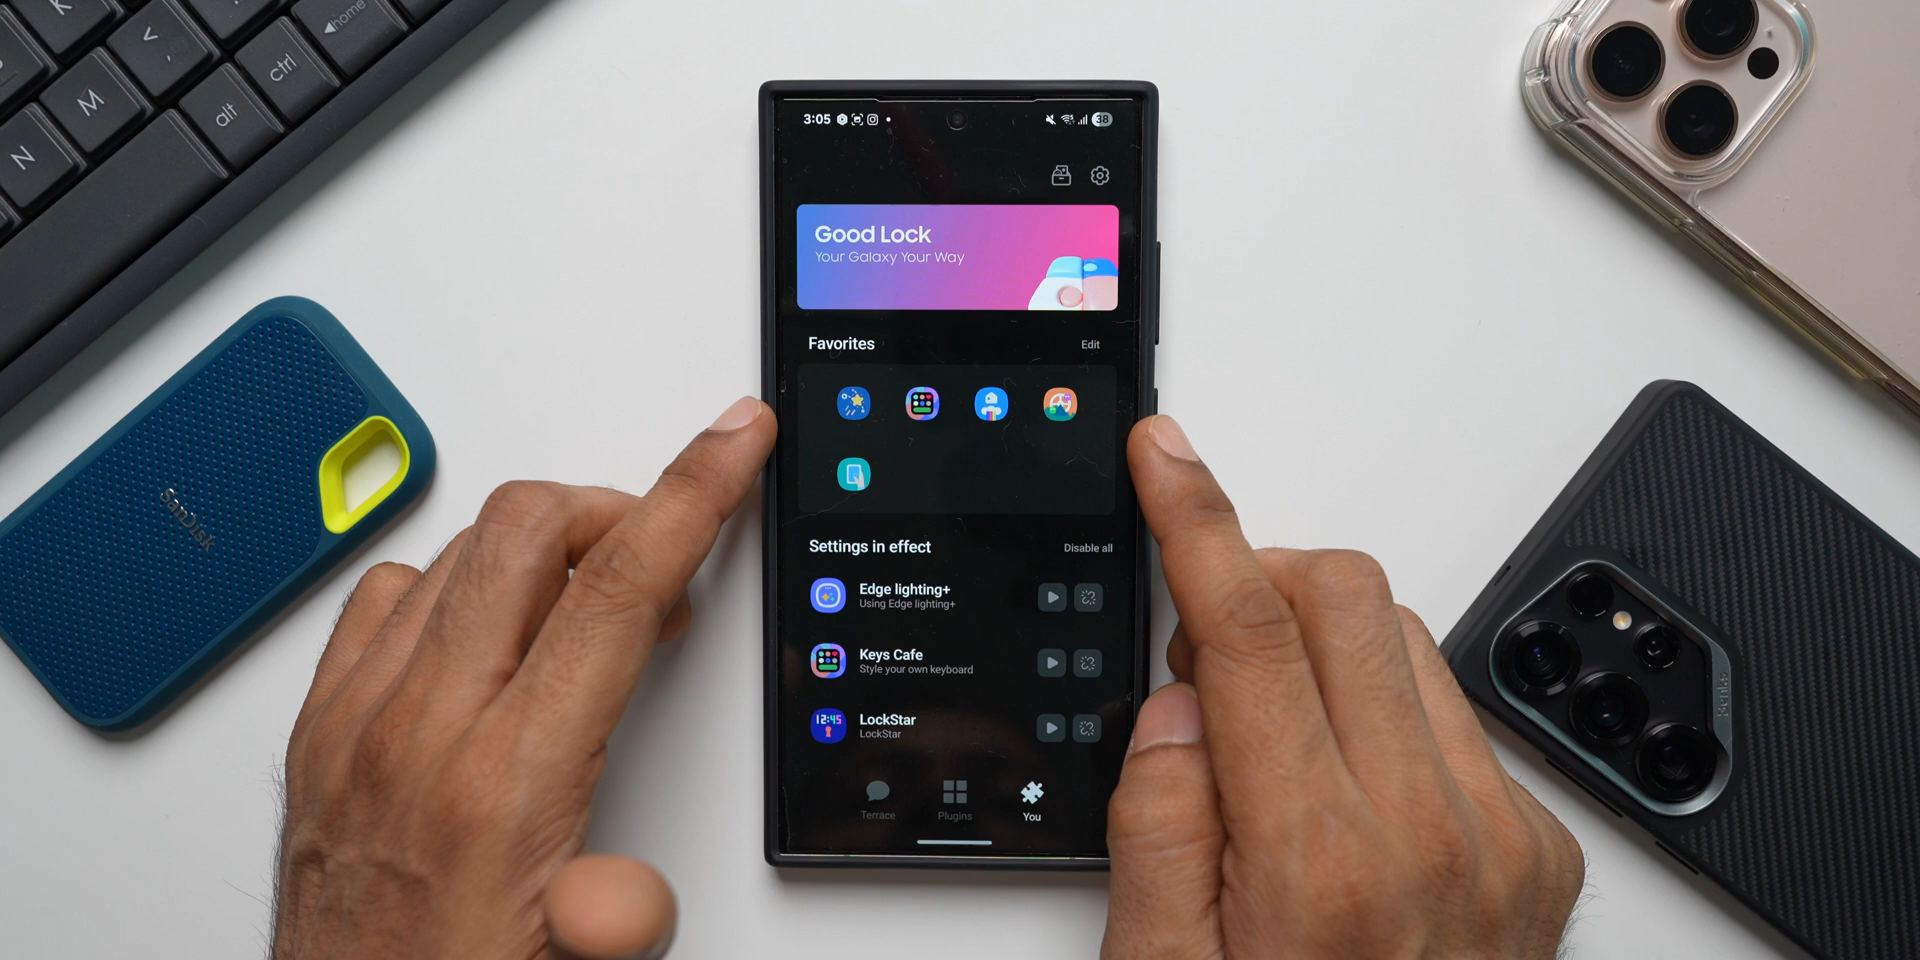 home
ctrl
alt
M
N
K
SanDisk
3:05
38
Good Lock
Your Galaxy Your Way
Favorites
Edit
Settings in effect
Disable all
Edge lighting+
Using Edge lighting+
Keys Cafe
Style your own keyboard
12:45
LockStar
LockStar
Terrace
Plugins
You